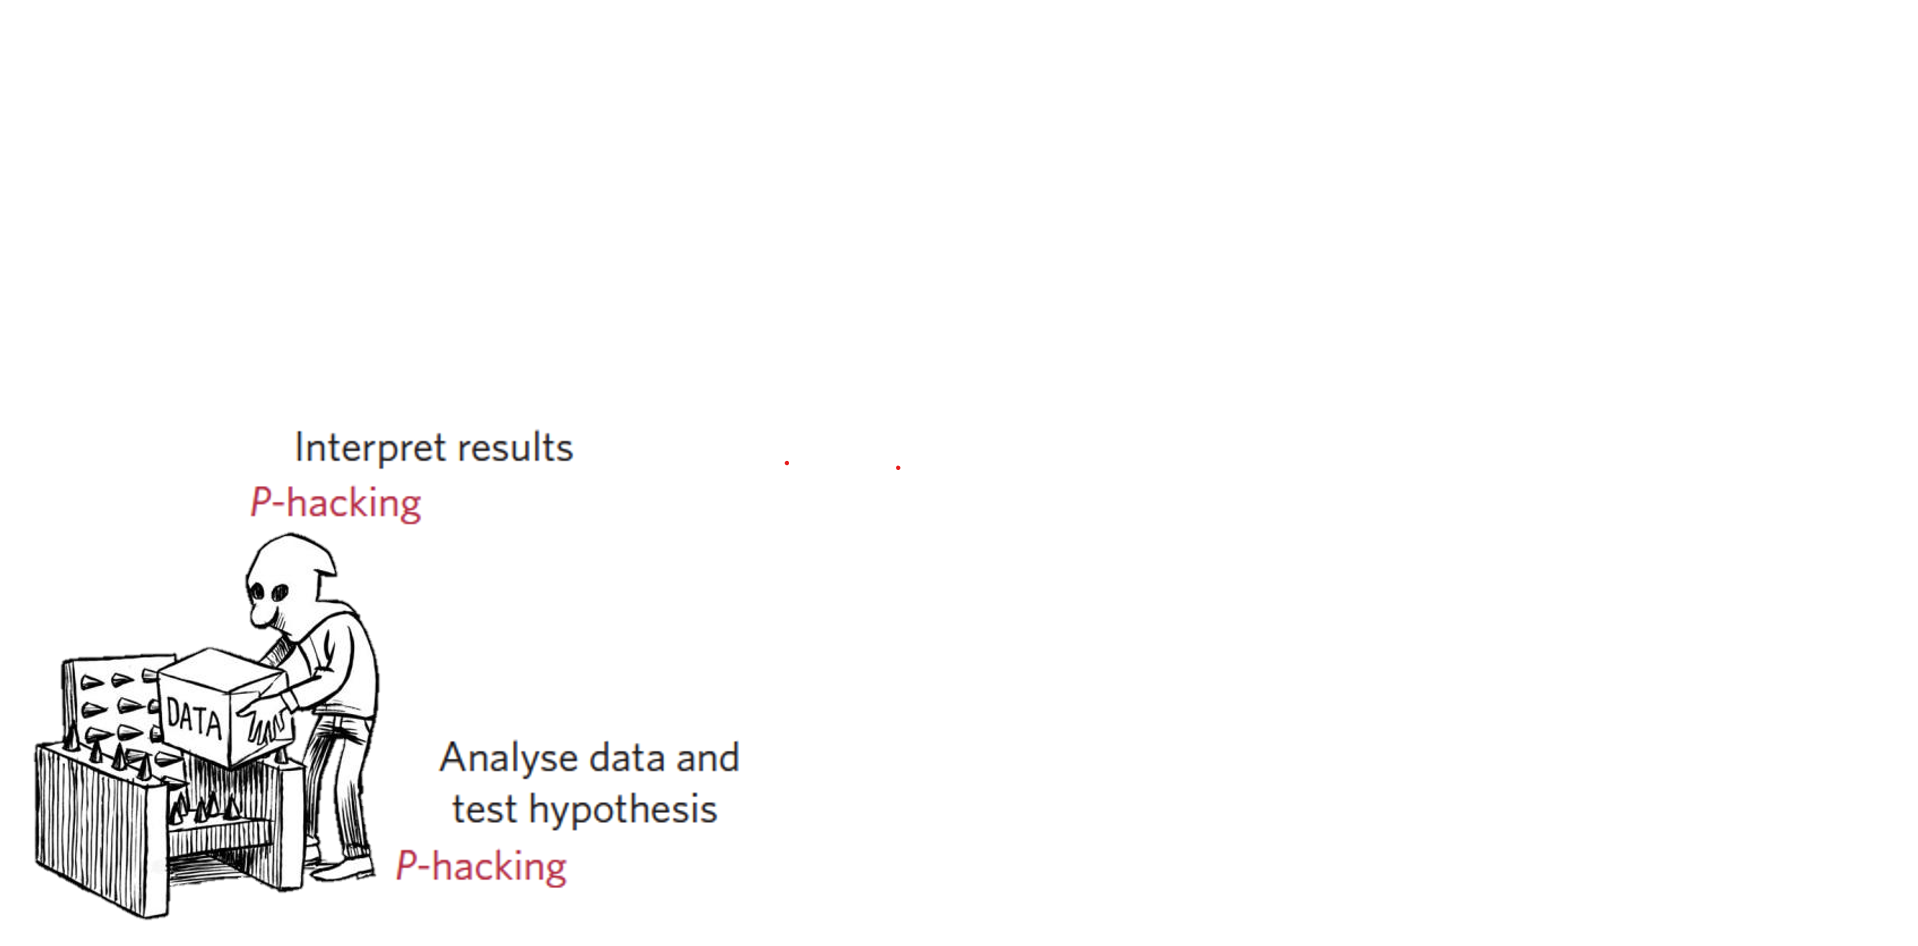 Interpret results
P-hacking
DATA
Analyse data and
test hypothesis
P-hacking